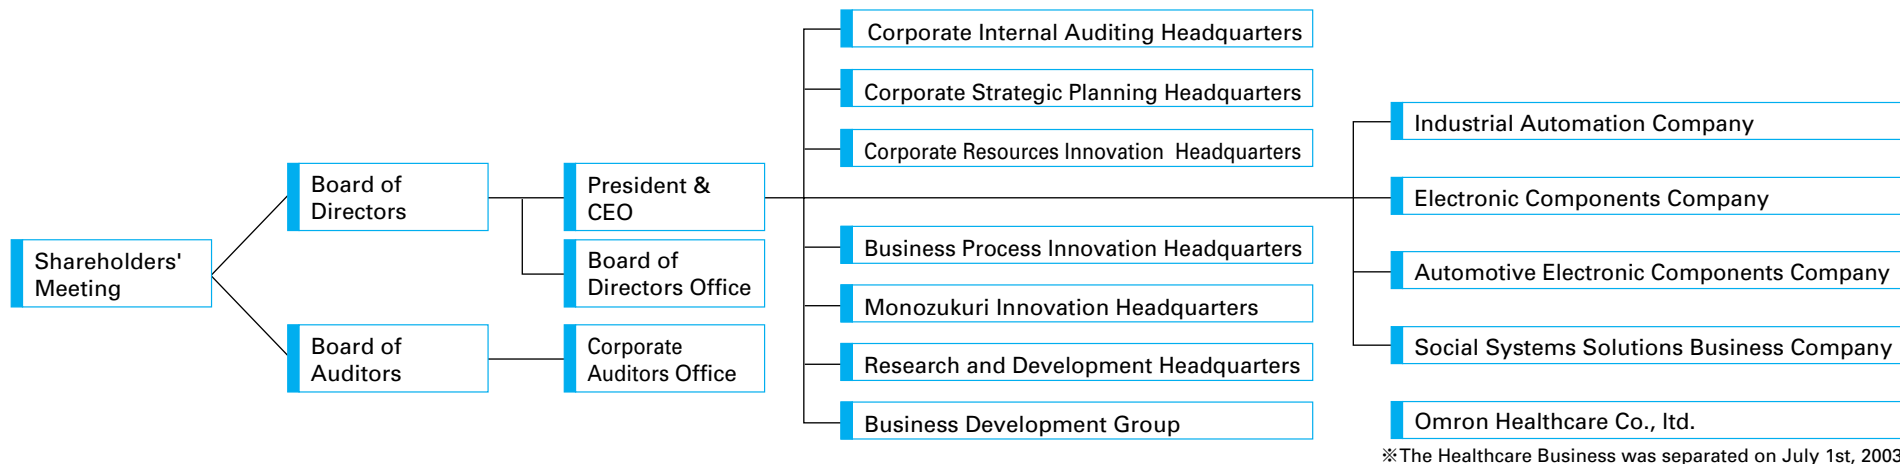 Shareholders'
Meeting
Board of
Directors
Board of
Auditors
President &
CEO
Board of
Directors Office
Corporate
Auditors Office
Corporate Internal Auditing Headquarters
Corporate Strategic Planning Headquarters
Corporate Resources Innovation Headquarters
Business Process Innovation Headquarters
Monozukuri Innovation Headquarters
Research and Development Headquarters
Business Development Group
Industrial Automation Company
Electronic Components Company
Automotive Electronic Components Company
Social Systems Solutions Business Company
Omron Healthcare Co., ltd.
※The Healthcare Business was separated on July 1st, 2003